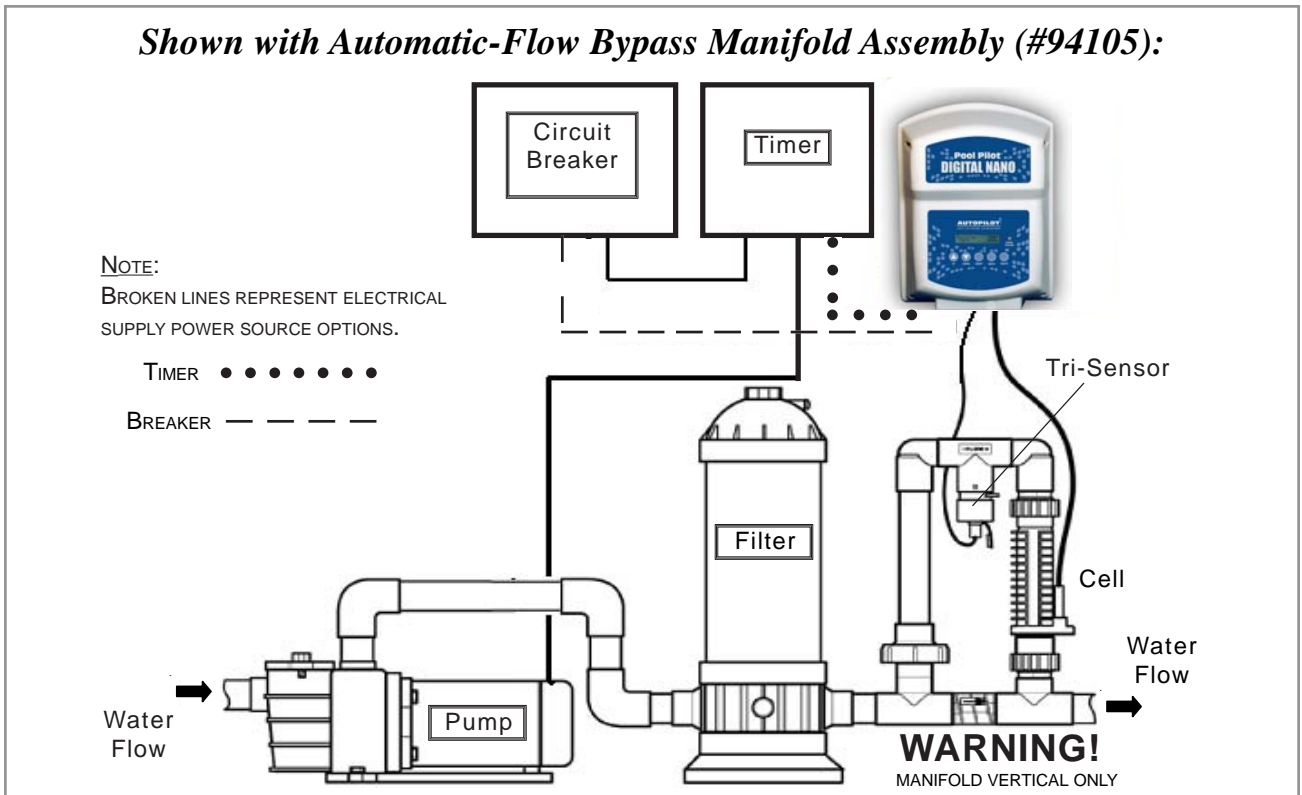 Shown with Automatic-Flow Bypass Manifold Assembly (#94105):
Circuit
Breaker
Timer
Pool Pilot
DIGITAL NANO
AUTOPILOT
NOTE:
BROKEN LINES REPRESENT ELECTRICAL
SUPPLY POWER SOURCE OPTIONS.
TIMER
BREAKER
Tri-Sensor
Filter
Cell
Water
Flow
Water
Flow
Pump
WARNING!
MANIFOLD VERTICAL ONLY